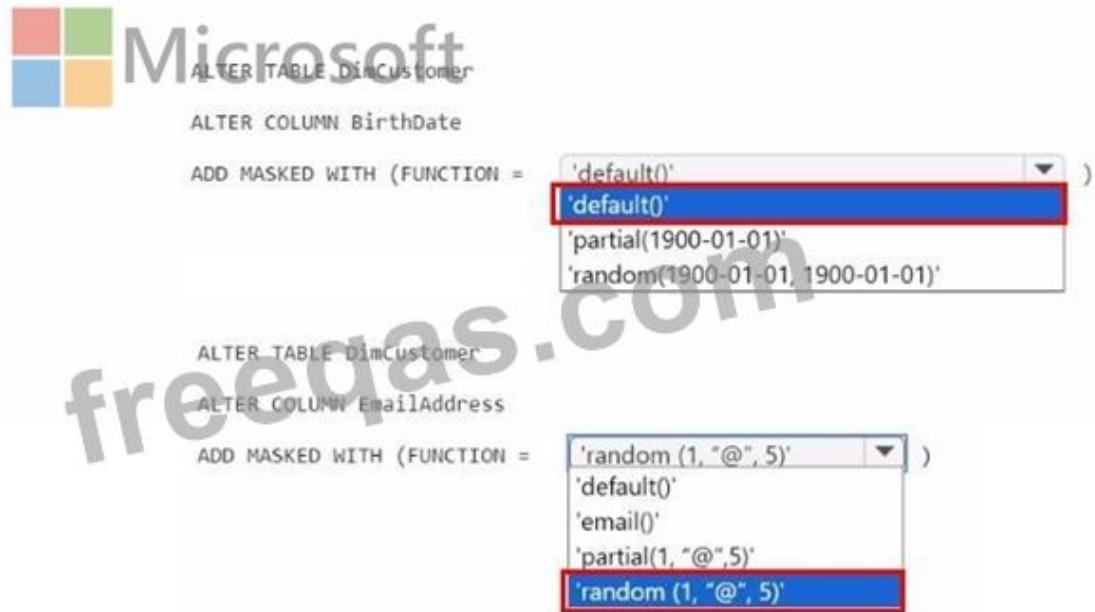 Microsoft
ALTER TABLE DimCustomer
ALTER COLUMN BirthDate
ADD MASKED WITH (FUNCTION = 'default()' )
'default()'
'partial(1900-01-01)'
'random(1900-01-01, 1900-01-01)'
freeqas.com
ALTER TABLE DimCustomer
ALTER COLUMN EmailAddress
ADD MASKED WITH (FUNCTION = 'random (1, "@", 5)' )
'default()'
'email()'
'partial(1, "@",5)'
'random (1, "@", 5)'